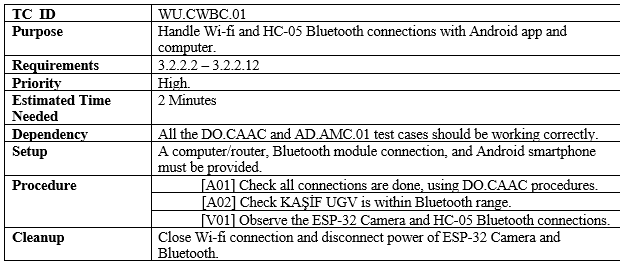 TC_ID WU.CWBC.01
Purpose Handle Wi-fi and HC-05 Bluetooth connections with Android app and
computer.
Requirements 3.2.2.2 – 3.2.2.12
Priority High.
Estimated Time 2 Minutes
Needed
Dependency All the DO.CAAC and AD.AMC.01 test cases should be working correctly.
Setup A computer/router, Bluetooth module connection, and Android smartphone
must be provided.
Procedure [A01] Check all connections are done, using DO.CAAC procedures.
[A02] Check KAŞİF UGV is within Bluetooth range.
[V01] Observe the ESP-32 Camera and HC-05 Bluetooth connections.
Cleanup Close Wi-fi connection and disconnect power of ESP-32 Camera and
Bluetooth.